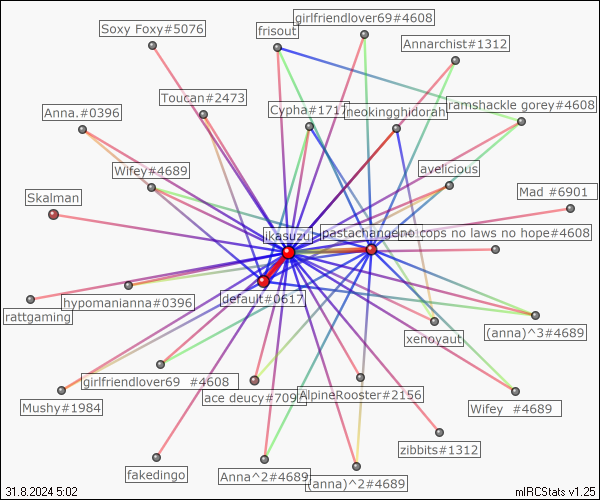 girlfriendlover69#4608
Soxy Foxy#5076
frisout
Annarchist#1312
Toucan#2473
ramshackle gorey#4608
Anna.#0396
Cypha#1717
neokingghidorah
Wifey#4689
avelicious
Skalman
Mad #6901
ikasuzu
pastachange
no cops no laws no hope#4608
default#0617
hypomanianna#0396
rattgaming
xenoyaut
(anna)^3#4689
girlfriendlover69 #4608
ace deucy#709
AlpineRooster#2156
Mushy#1984
Wifey #4689
zibbits#1312
fakedingo
Anna^2#4689
(anna)^2#4689
31.8.2024 5:02
mIRCStats v1.25